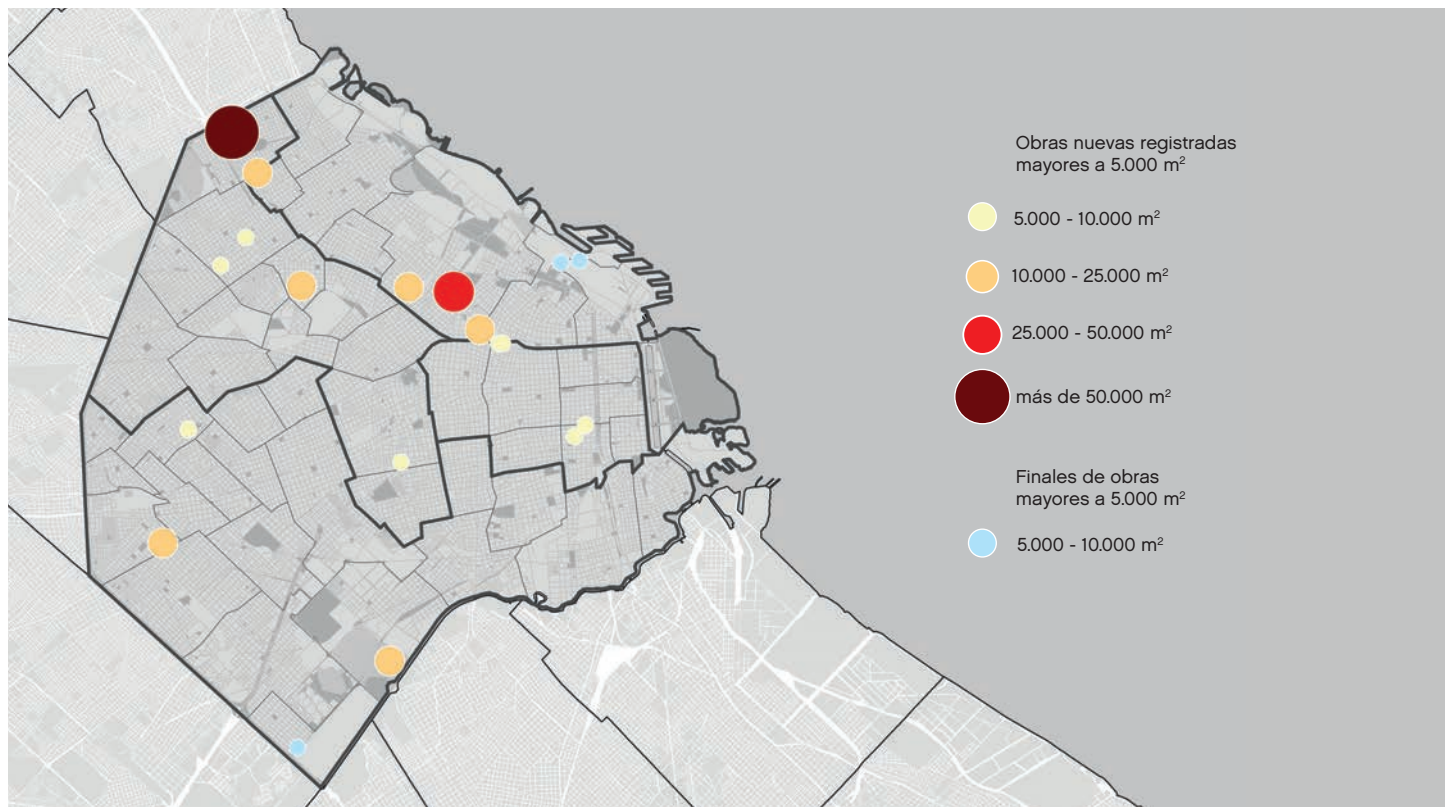 Obras nuevas registradas
mayores a 5.000 m²
5.000 - 10.000 m²
10.000 - 25.000 m²
25.000 - 50.000 m²
más de 50.000 m²
Finales de obras
mayores a 5.000 m²
5.000 - 10.000 m²